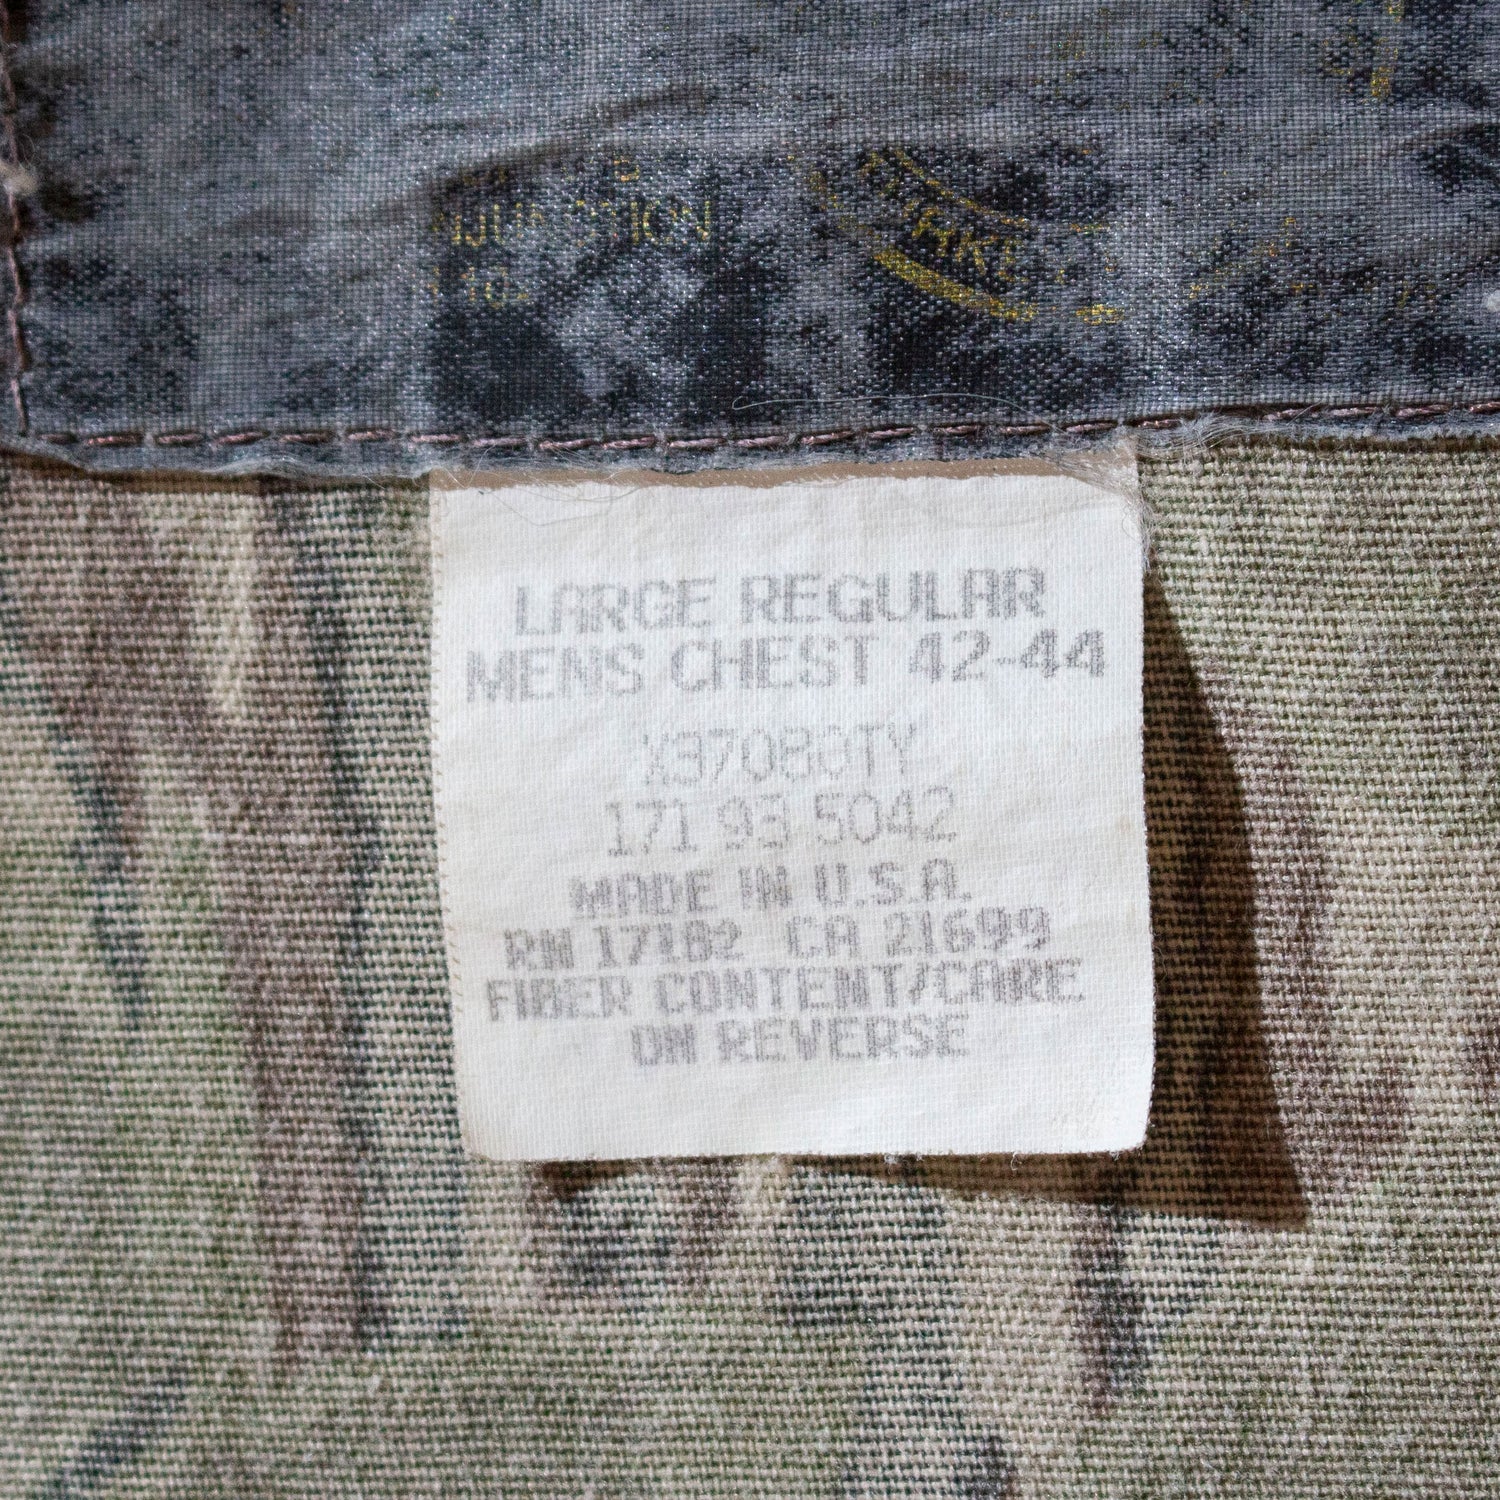 LARGE REGULAR
MENS CHEST 42-44
X37080TY
171 93 5042
MADE IN U.S.A.
RN 17182 CA 21699
FIBER CONTENT/CARE
ON REVERSE